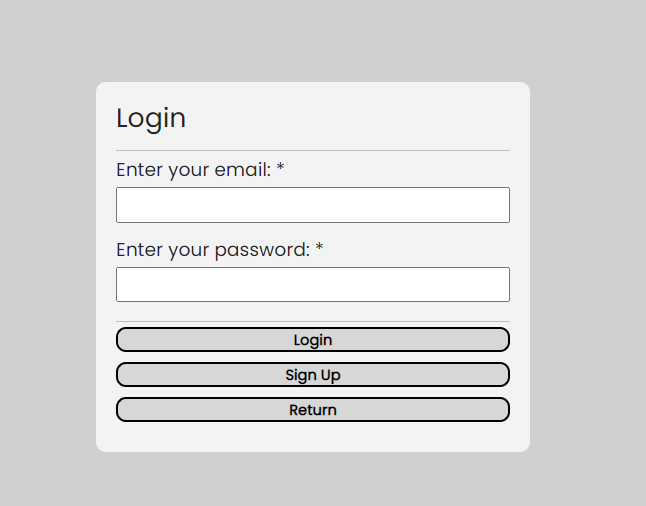 Login
Enter your email: *
Enter your password: *
Login
Sign Up
Return